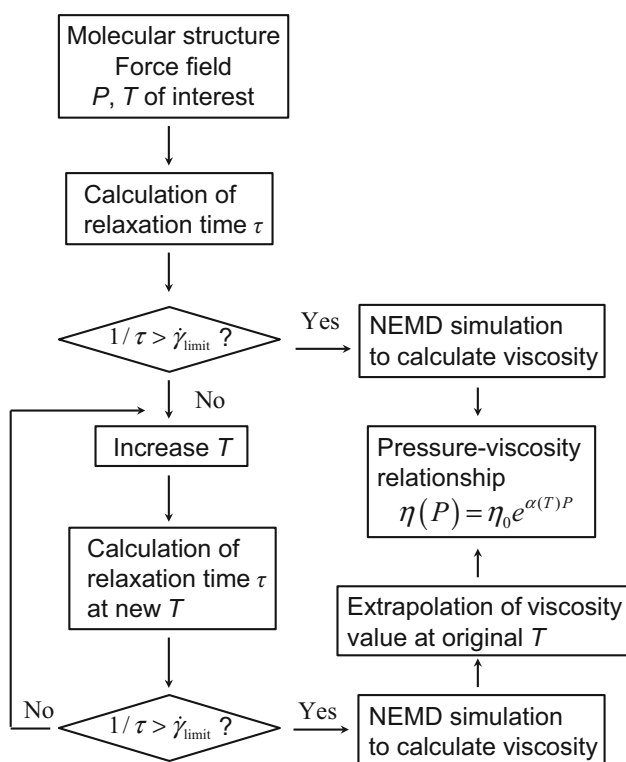 Molecular structure
Force field
P, T of interest
Calculation of
relaxation time τ
1/τ > γ̇limit ?
Yes
NEMD simulation
to calculate viscosity
No
Increase T
Pressure-viscosity
relationship
η(P) = η₀e^{α(T)P}
Calculation of
relaxation time τ
at new T
Extrapolation of viscosity
value at original T
No
1/τ > γ̇limit ?
Yes
NEMD simulation
to calculate viscosity